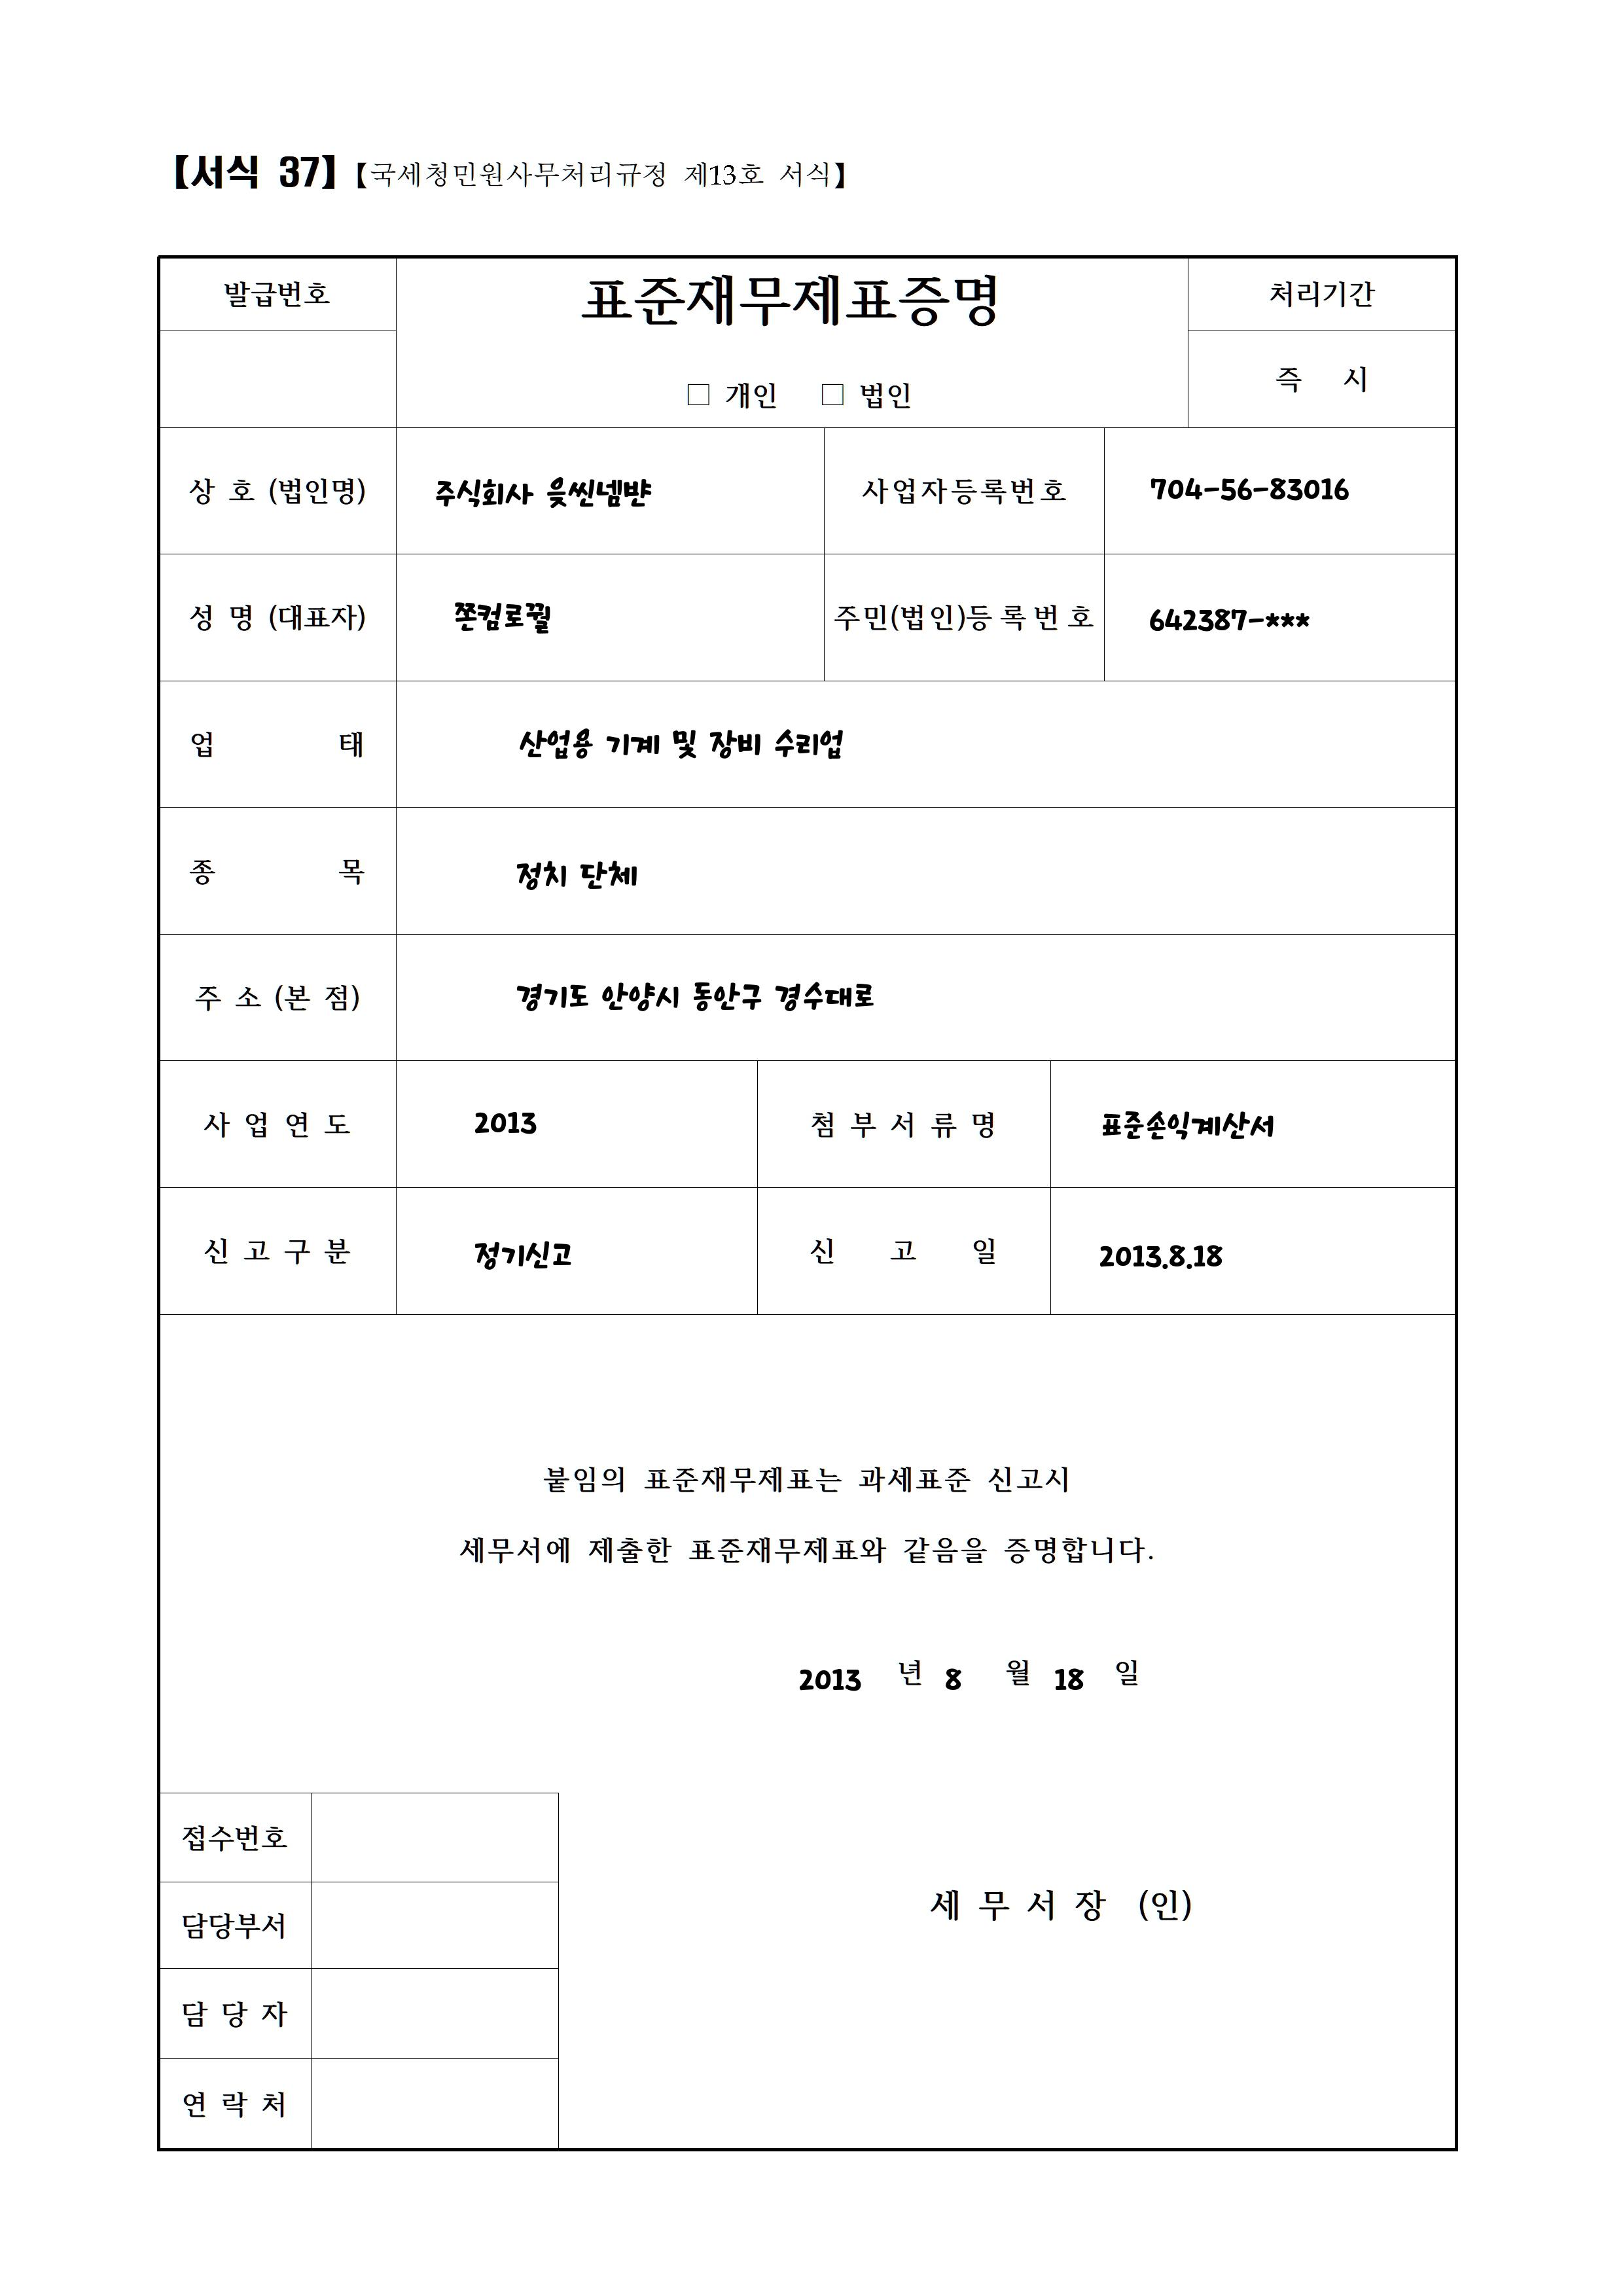 【서식 37】【국세청민원사무처리규정 제13호 서식】
발급번호
표준재무제표증명
처리기간
□ 개인 □ 법인
즉 시
상 호 (법인명) 주식회사 읒씬넴뱐 사업자등록번호 704-56-83016
성 명 (대표자) 쫀컴로뀔 주민(법인)등록번호 642387-***
업 태 산업용 기계 및 장비 수리업
종 목 정치 단체
주 소 (본 점) 경기도 안양시 동안구 경수대로
사 업 연 도 2013 첨 부 서 류 명 표준손익계산서
신 고 구 분 정기신고 신 고 일 2013.8.18
붙임의 표준재무제표는 과세표준 신고시
세무서에 제출한 표준재무제표와 같음을 증명합니다.
2013 년 8 월 18 일
접수번호
담당부서
세 무 서 장 (인)
담 당 자
연 락 처